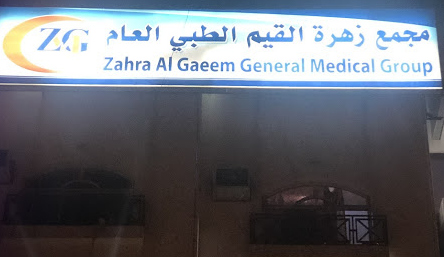 ZG
مجمع زهرة القيم الطبي العام
Zahra Al Gaeem General Medical Group